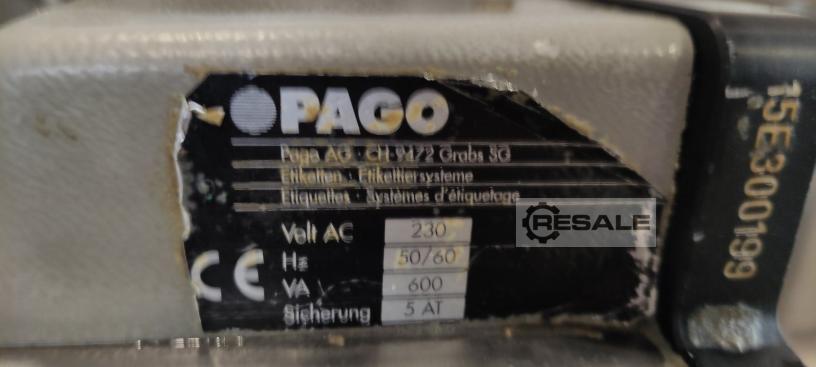 PAGO
Pago AG · CH-9472 Grabs SG
Etiketten · Etikettiersysteme
Etiquettes · Systèmes d'étiquetage
Volt AC 230
Hz 50/60
CE
VA 600
Sicherung 5 AT
RESALE
15E300199